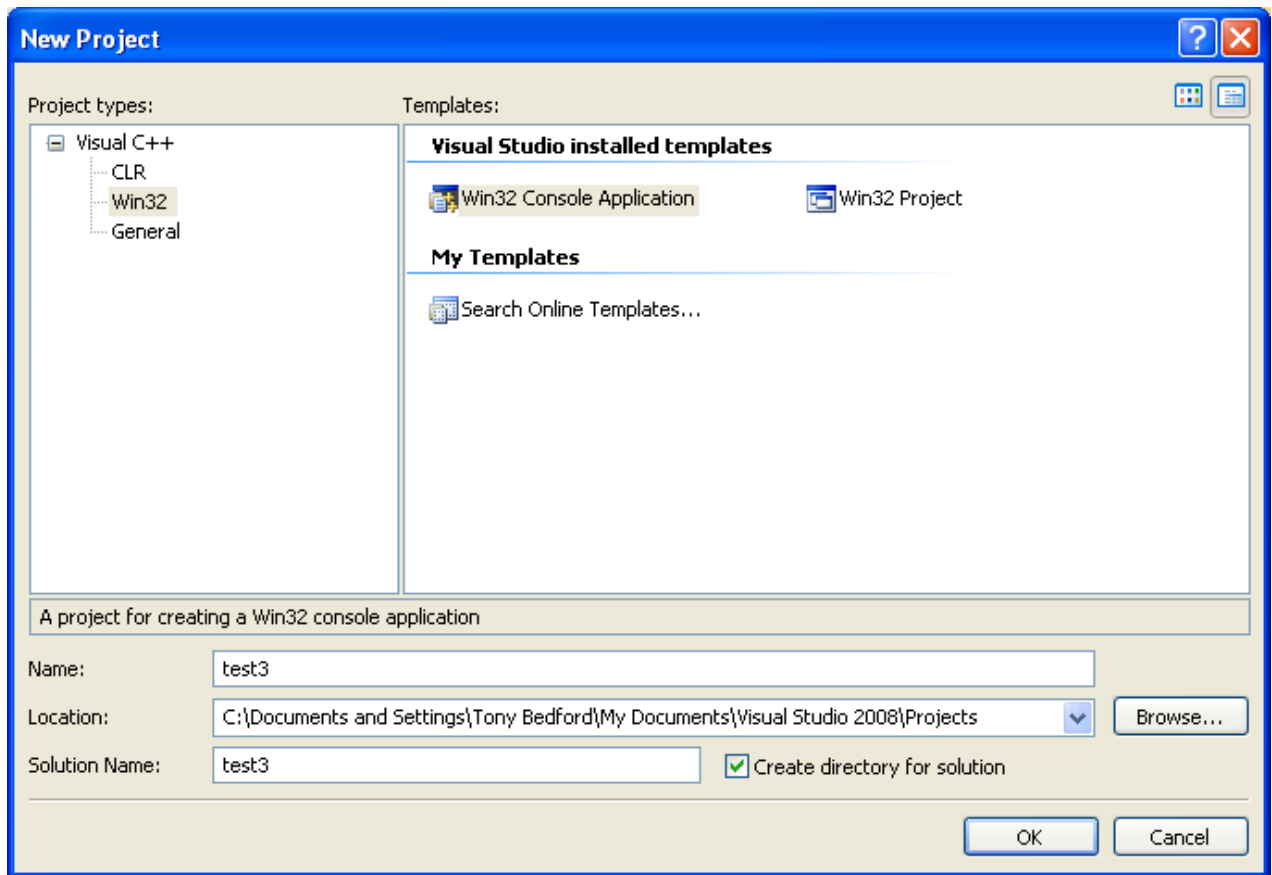 New Project
Project types:
Templates:
Visual C++
CLR
Win32
General
Visual Studio installed templates
Win32 Console Application
Win32 Project
My Templates
Search Online Templates...
A project for creating a Win32 console application
Name:
test3
Location:
C:\Documents and Settings\Tony Bedford\My Documents\Visual Studio 2008\Projects
Browse...
Solution Name:
test3
Create directory for solution
OK
Cancel